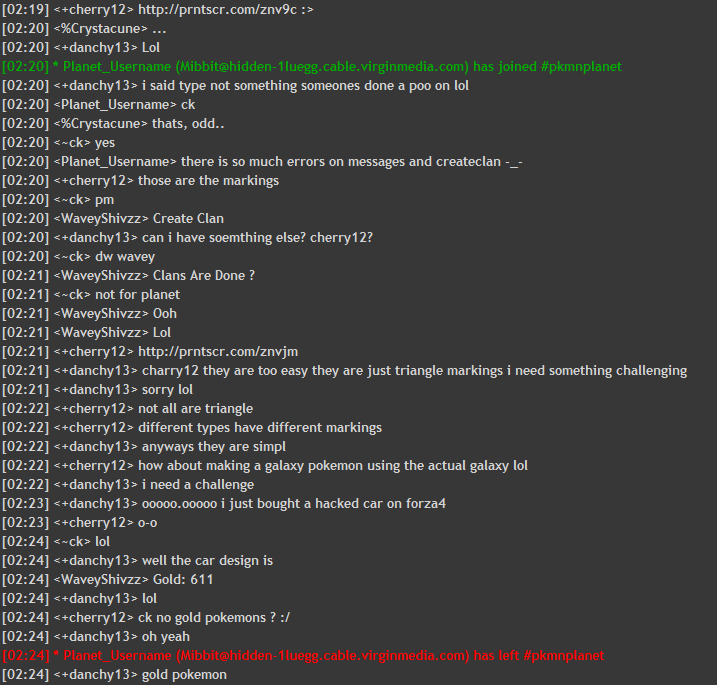 [02:19] <+cherry12> http://prntscr.com/znv9c :>
[02:20] <%Crystacune> ...
[02:20] <+danchy13> Lol
[02:20] * Planet_Username (Mibbit@hidden-1luegg.cable.virginmedia.com) has joined #pkmnplanet
[02:20] <+danchy13> i said type not something someones done a poo on lol
[02:20] <Planet_Username> ck
[02:20] <%Crystacune> thats, odd..
[02:20] <~ck> yes
[02:20] <Planet_Username> there is so much errors on messages and createclan -_-
[02:20] <+cherry12> those are the markings
[02:20] <~ck> pm
[02:20] <WaveyShivzz> Create Clan
[02:20] <+danchy13> can i have soemthing else? cherry12?
[02:20] <~ck> dw wavey
[02:21] <WaveyShivzz> Clans Are Done ?
[02:21] <~ck> not for planet
[02:21] <WaveyShivzz> Ooh
[02:21] <WaveyShivzz> Lol
[02:21] <+cherry12> http://prntscr.com/znvjm
[02:21] <+danchy13> charry12 they are too easy they are just triangle markings i need something challenging
[02:21] <+danchy13> sorry lol
[02:22] <+cherry12> not all are triangle
[02:22] <+cherry12> different types have different markings
[02:22] <+danchy13> anyways they are simpl
[02:22] <+cherry12> how about making a galaxy pokemon using the actual galaxy lol
[02:22] <+danchy13> i need a challenge
[02:23] <+danchy13> ooooo.ooooo i just bought a hacked car on forza4
[02:23] <+cherry12> o-o
[02:24] <~ck> lol
[02:24] <+danchy13> well the car design is
[02:24] <WaveyShivzz> Gold: 611
[02:24] <+danchy13> lol
[02:24] <+cherry12> ck no gold pokemons ? :/
[02:24] <+danchy13> oh yeah
[02:24] * Planet_Username (Mibbit@hidden-1luegg.cable.virginmedia.com) has left #pkmnplanet
[02:24] <+danchy13> gold pokemon